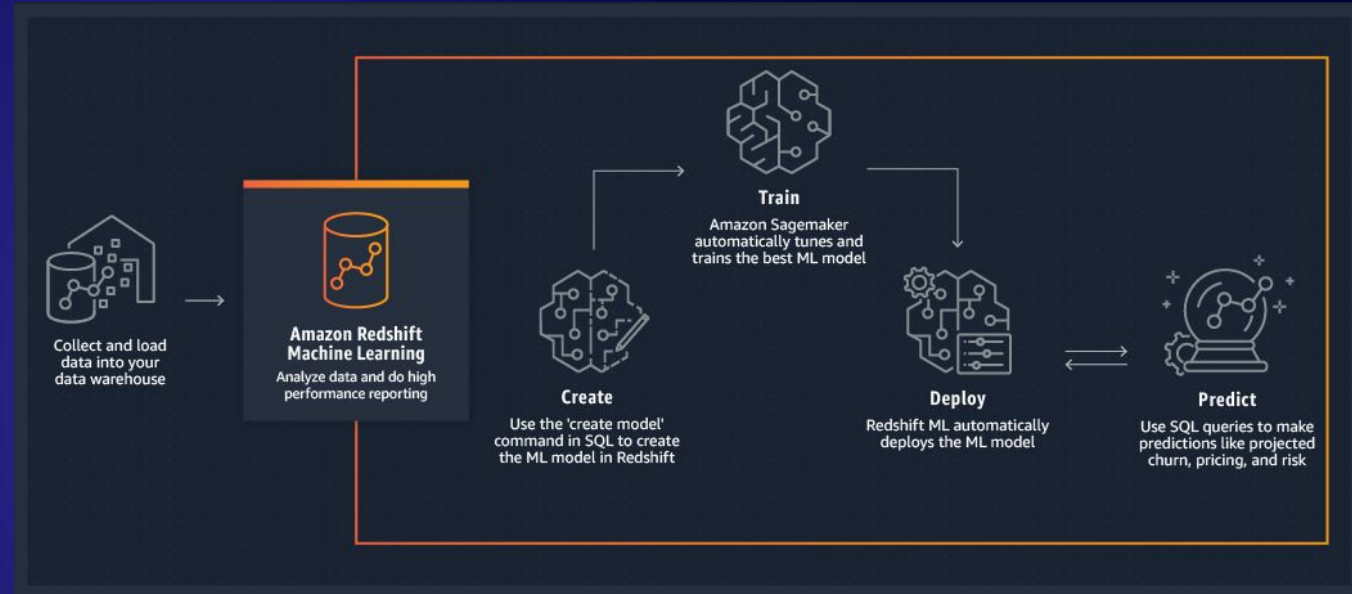 Collect and load
data into your
data warehouse
Amazon Redshift
Machine Learning
Analyze data and do high
performance reporting
Create
Use the 'create model'
command in SQL to create
the ML model in Redshift
Train
Amazon Sagemaker
automatically tunes and
trains the best ML model
Deploy
Redshift ML automatically
deploys the ML model
Predict
Use SQL queries to make
predictions like projected
churn, pricing, and risk